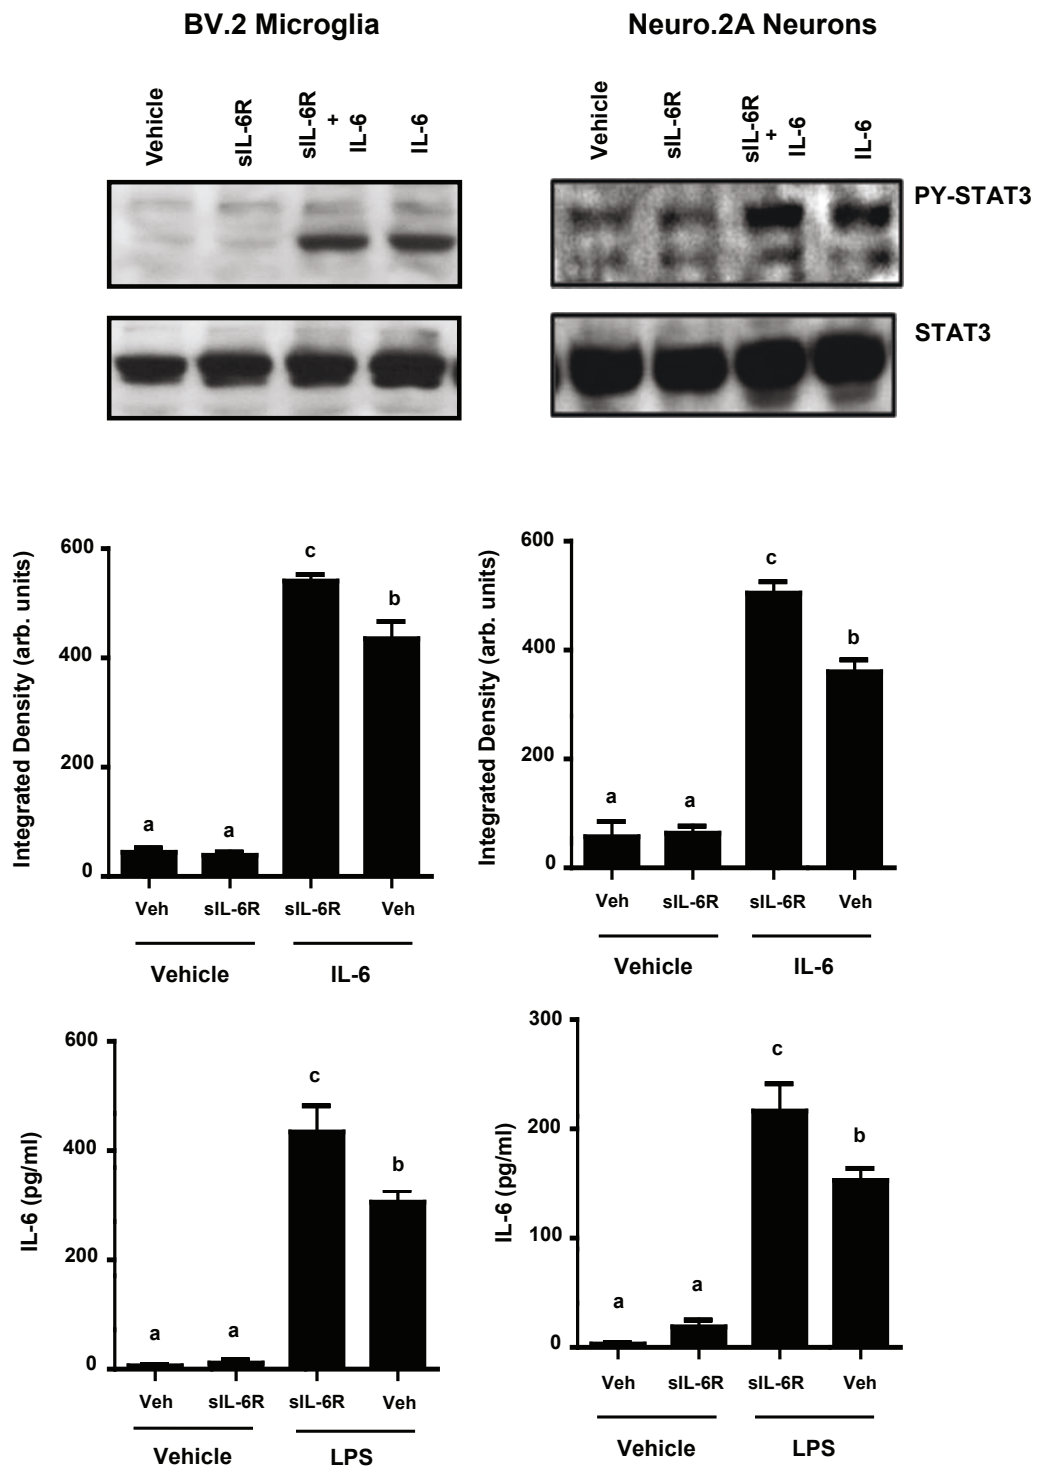 BV.2 Microglia
Neuro.2A Neurons
Vehicle
sIL-6R
sIL-6R
+
IL-6
IL-6
Vehicle
sIL-6R
sIL-6R
+
IL-6
IL-6
PY-STAT3
STAT3
Integrated Density (arb. units)
600
400
200
0
a
a
c
b
Veh
sIL-6R
sIL-6R
Veh
Vehicle
IL-6
Integrated Density (arb. units)
600
400
200
0
a
a
c
b
Veh
sIL-6R
sIL-6R
Veh
Vehicle
IL-6
IL-6 (pg/ml)
600
400
200
0
a
a
c
b
Veh
sIL-6R
sIL-6R
Veh
Vehicle
LPS
IL-6 (pg/ml)
300
200
100
0
a
a
c
b
Veh
sIL-6R
sIL-6R
Veh
Vehicle
LPS